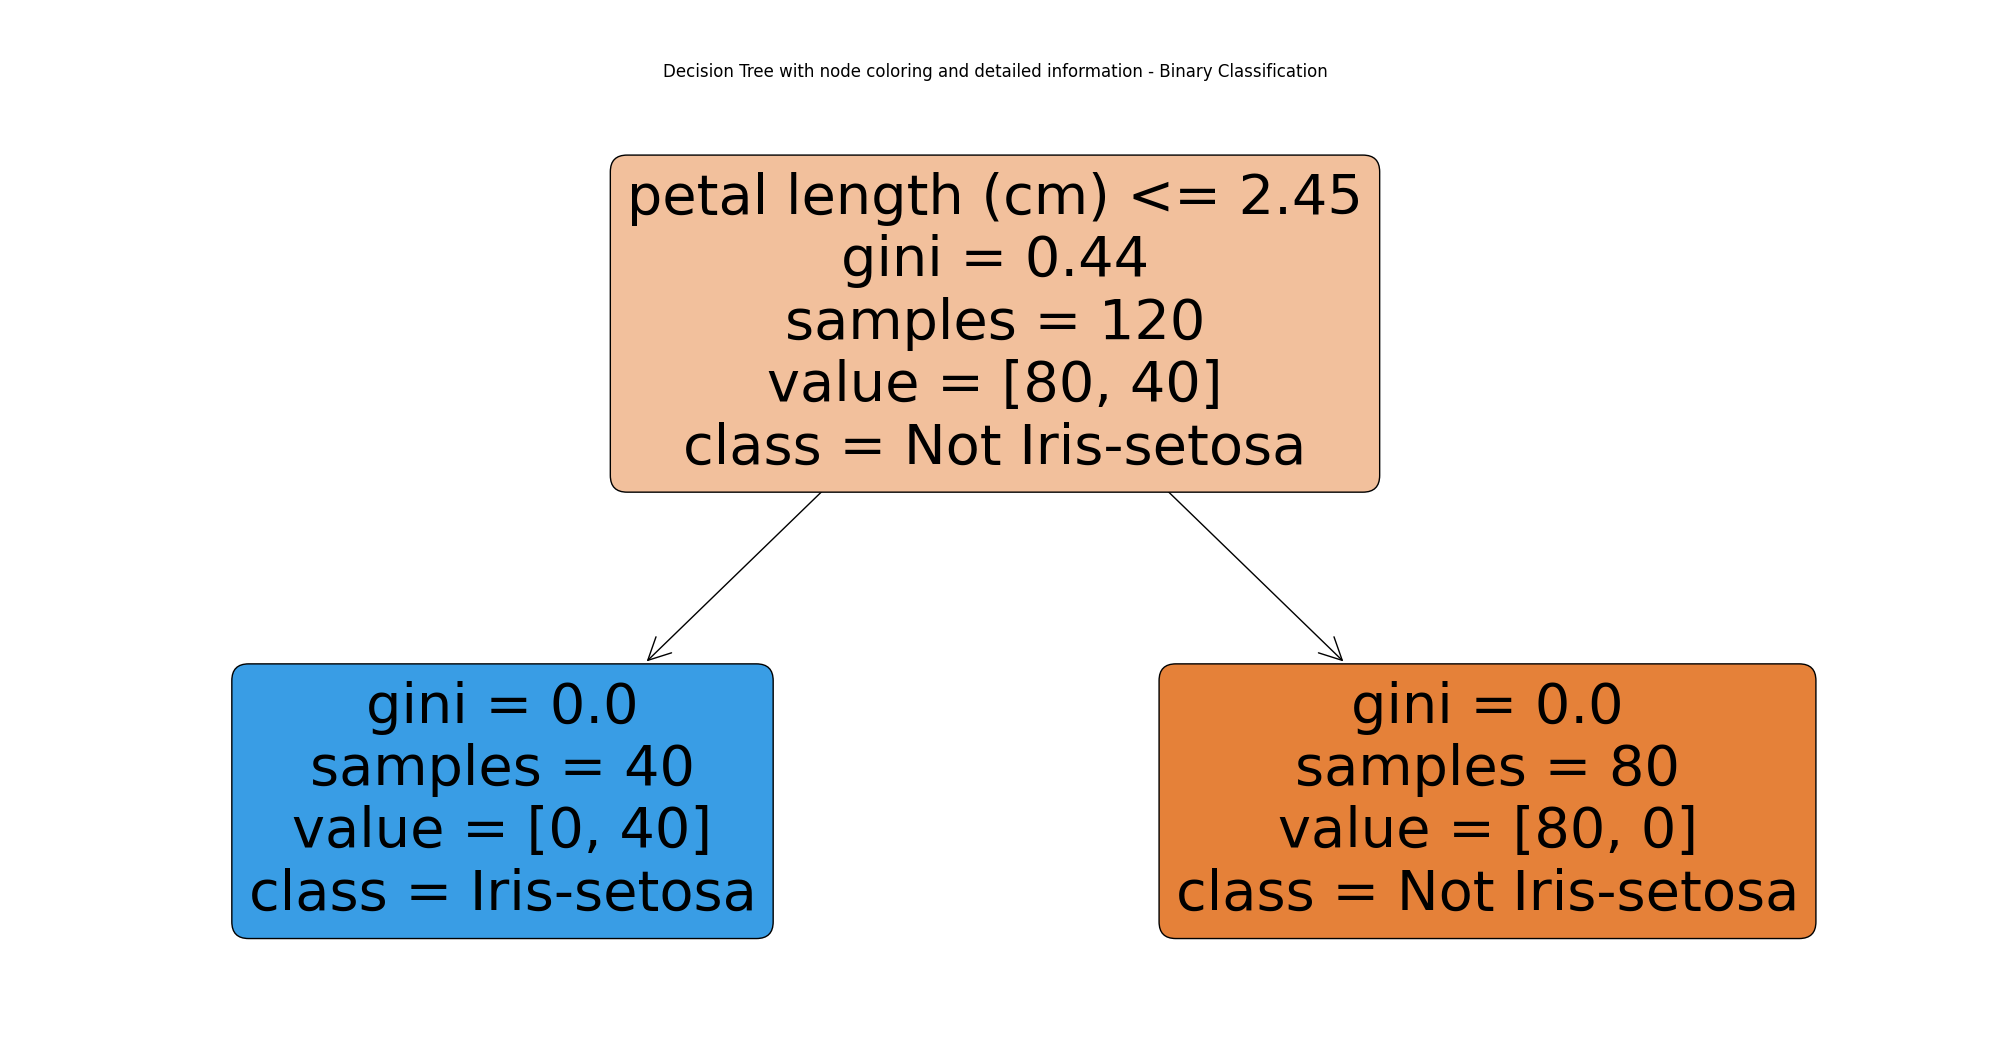 Decision Tree with node coloring and detailed information - Binary Classification
petal length (cm) <= 2.45
gini = 0.44
samples = 120
value = [80, 40]
class = Not Iris-setosa
gini = 0.0
samples = 40
value = [0, 40]
class = Iris-setosa
gini = 0.0
samples = 80
value = [80, 0]
class = Not Iris-setosa